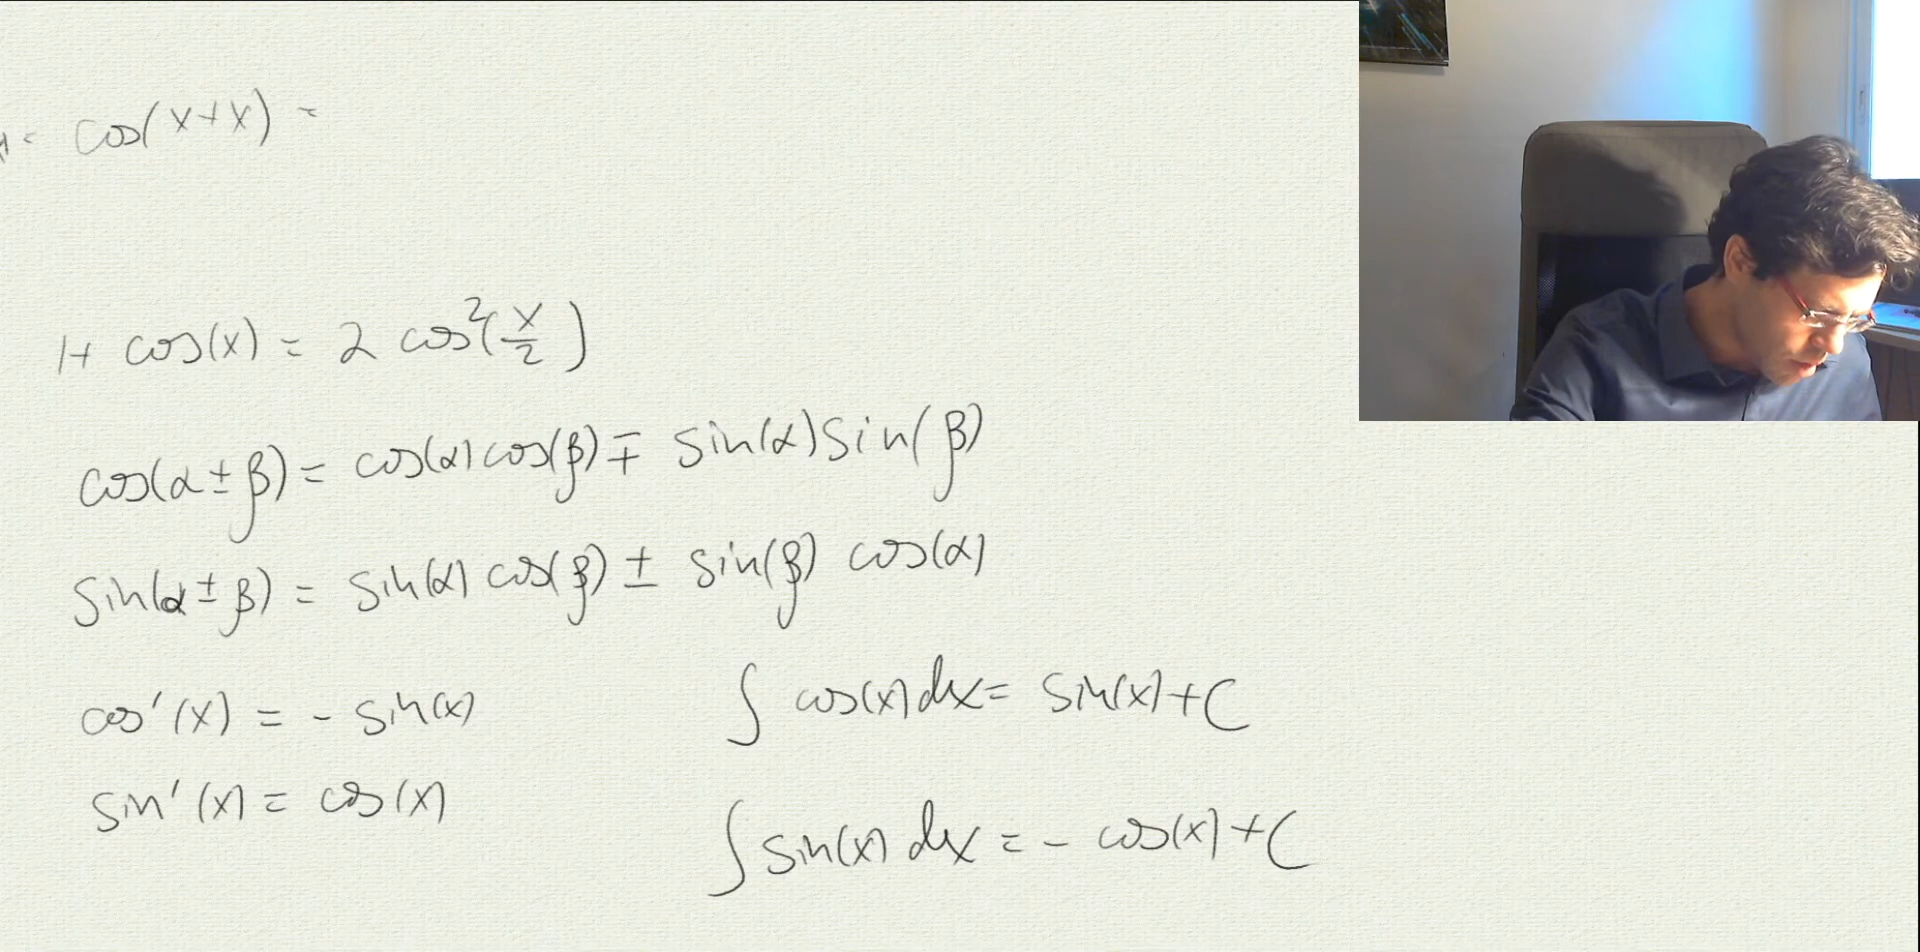 = cos(x+x) =
1+ cos(x) = 2 cos²(x/2)
cos(α ± β) = cos(α) cos(β) ∓ sin(α) sin(β)
sin(α ± β) = sin(α) cos(β) ± sin(β) cos(α)
cos'(x) = - sin(x)
∫ cos(x) dx = sin(x) + C
sin'(x) = cos(x)
∫ sin(x) dx = - cos(x) + C